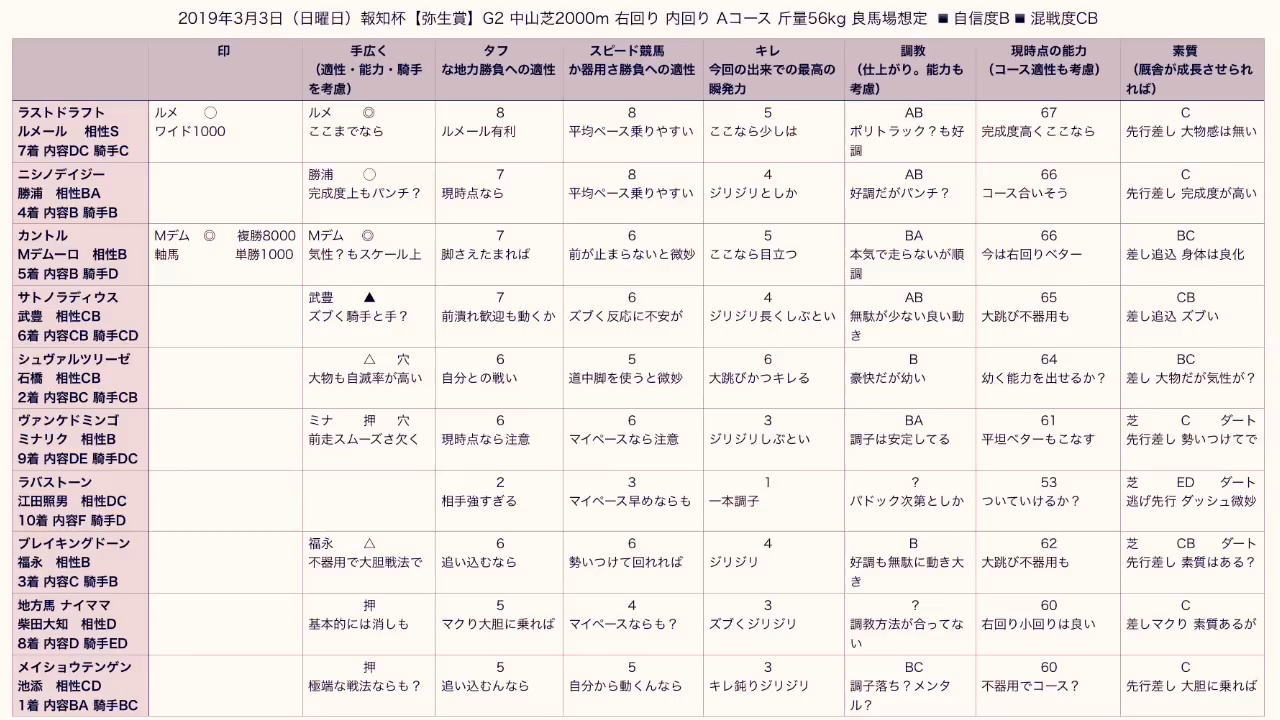 2019年3月3日（日曜日）報知杯【弥生賞】G2 中山芝2000m 右回り 内回り Aコース 斤量56kg 良馬場想定 ■ 自信度B ■ 混戦度CB
印
手広く
（適性・能力・騎手
を考慮）
タフ
な地力勝負への適性
スピード競馬
か器用さ勝負への適性
キレ
今回の出来での最高の
瞬発力
調教
（仕上がり。能力も
考慮）
現時点の能力
（コース適性も考慮）
素質
（厩舎が成長させられ
れば）
ラストドラフト
ルメール 相性S
7着 内容DC 騎手C
ルメ ○
ワイド1000
ルメ ◎
ここまでなら
8
ルメール有利
8
平均ペース乗りやすい
5
ここなら少しは
AB
ポリトラック？も好
調
67
完成度高くここなら
C
先行差し 大物感は無い
ニシノデイジー
勝浦 相性BA
4着 内容B 騎手B
勝浦 ○
完成度上もパンチ？
7
現時点なら
8
平均ペース乗りやすい
4
ジリジリとしか
AB
好調だがパンチ？
66
コース合いそう
C
先行差し 完成度が高い
カントル
Mデムーロ 相性B
5着 内容B 騎手D
Mデム ◎ 複勝8000
軸馬 単勝1000
Mデム ◎
気性？もスケール上
7
脚さえたまれば
6
前が止まらないと微妙
5
ここなら目立つ
BA
本気で走らないが順
調
66
今は右回りベター
BC
差し追込 身体は良化
サトノラディウス
武豊 相性CB
6着 内容CB 騎手CD
武豊 ▲
ズブく騎手と手？
7
前潰れ歓迎も動くか
6
ズブく反応に不安が
4
ジリジリ長くしぶとい
AB
無駄が少ない良い動
き
65
大跳び不器用も
CB
差し追込 ズブい
シュヴァルツリーゼ
石橋 相性CB
2着 内容BC 騎手CB
△ 穴
大物も自滅率が高い
6
自分との戦い
5
道中脚を使うと微妙
6
大跳びかつキレる
B
豪快だが幼い
64
幼く能力を出せるか？
BC
差し 大物だが気性が？
ヴァンケドミンゴ
ミナリク 相性B
9着 内容DE 騎手DC
ミナ 押 穴
前走スムーズさ欠く
6
現時点なら注意
6
マイペースなら注意
3
ジリジリしぶとい
BA
調子は安定してる
61
平坦ベターもこなす
芝 C ダート
先行差し 勢いつけてで
ラバストーン
江田照男 相性DC
10着 内容F 騎手D
2
相手強すぎる
3
マイペース早めならも
1
一本調子
?
パドック次第としか
53
ついていけるか？
芝 ED ダート
逃げ先行 ダッシュ微妙
ブレイキングドーン
福永 相性B
3着 内容C 騎手B
福永 △
不器用で大胆戦法で
6
追い込むなら
6
勢いつけて回れれば
4
ジリジリ
B
好調も無駄に動き大
き
62
大跳び不器用も
芝 CB ダート
先行差し 素質はある？
地方馬 ナイママ
柴田大知 相性D
8着 内容D 騎手ED
押
基本的には消しも
5
マクり大胆に乗れば
4
マイペースならも？
3
ズブくジリジリ
?
調教方法が合ってな
い
60
右回り小回りは良い
C
差しマクり 素質あるが
メイショウテンゲン
池添 相性CD
1着 内容BA 騎手BC
押
極端な戦法ならも？
5
追い込むんなら
5
自分から動くんなら
3
キレ鈍りジリジリ
BC
調子落ち？メンタ
ル？
60
不器用でコース？
C
先行差し 大胆に乗れば